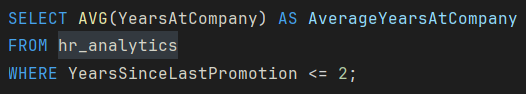 SELECT AVG(YearsAtCompany) AS AverageYearsAtCompany
FROM hr_analytics
WHERE YearsSinceLastPromotion <= 2;